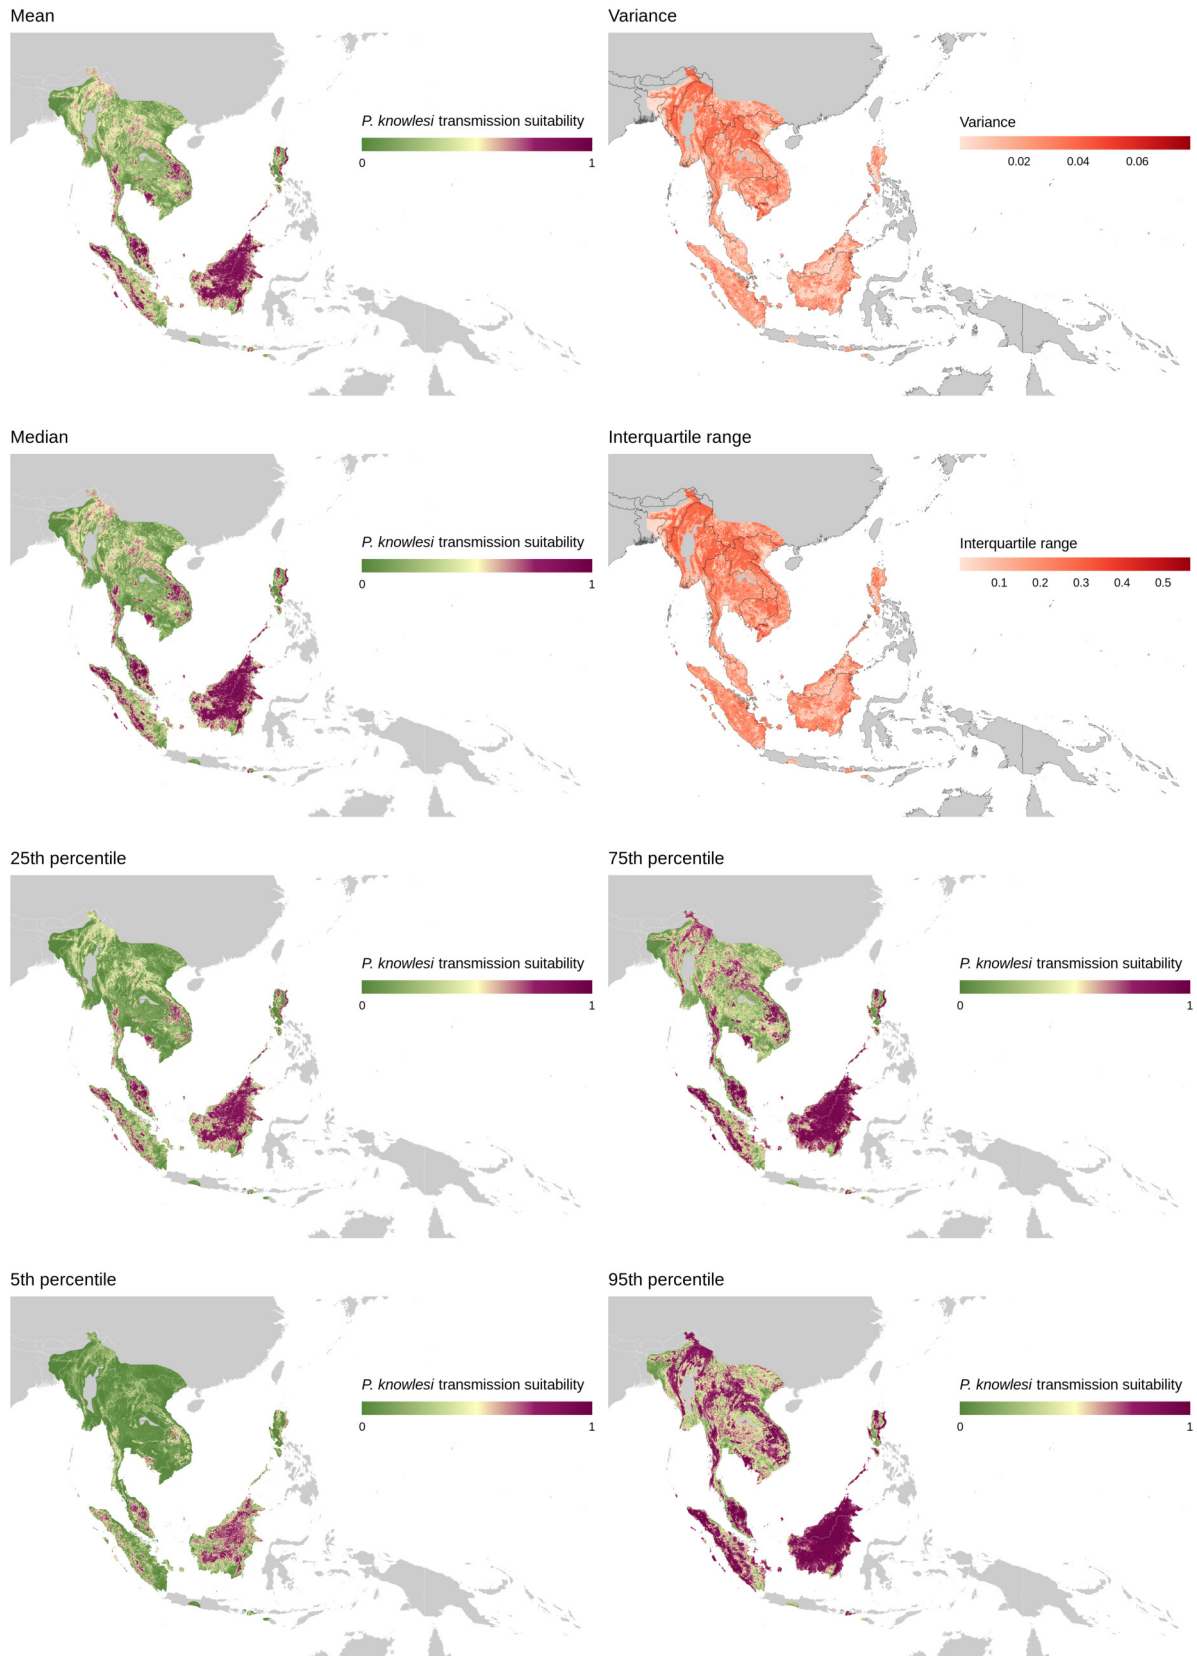 Mean
Variance
P. knowlesi transmission suitability
0 1
Variance
0.02 0.04 0.06
Median
Interquartile range
P. knowlesi transmission suitability
0 1
Interquartile range
0.1 0.2 0.3 0.4 0.5
25th percentile
75th percentile
P. knowlesi transmission suitability
0 1
P. knowlesi transmission suitability
0 1
5th percentile
95th percentile
P. knowlesi transmission suitability
0 1
P. knowlesi transmission suitability
0 1